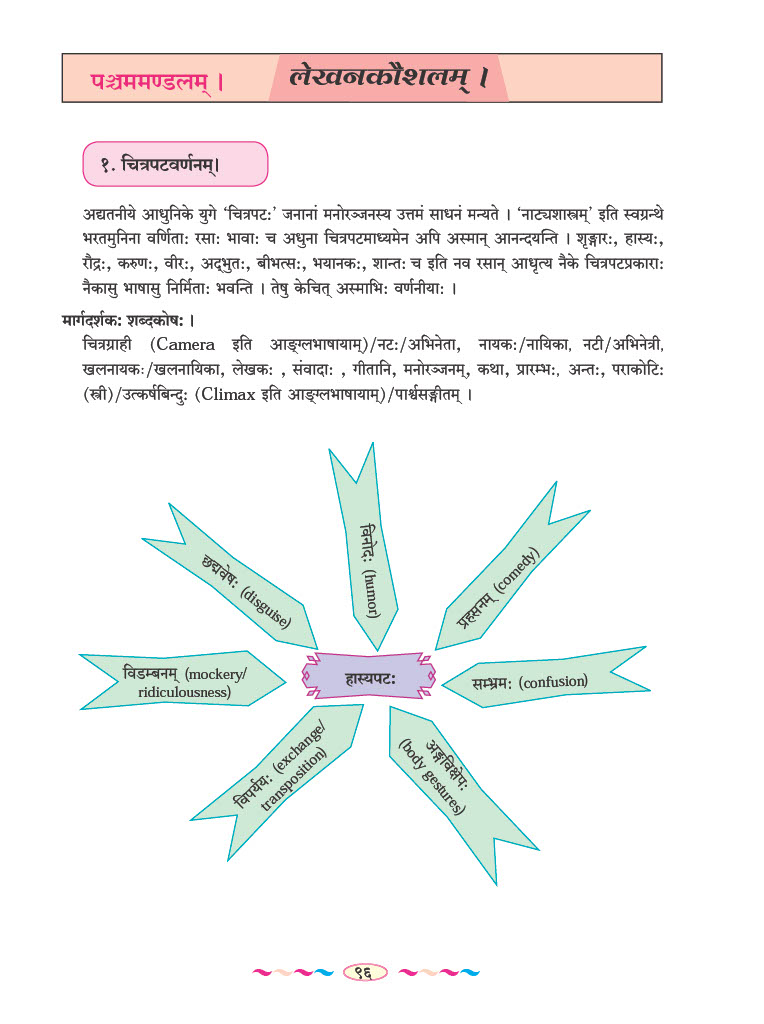 पञ्चममण्डलम् ।
लेखनकौशलम् ।
१. चित्रपटवर्णनम्।
अद्यतनीये आधुनिके युगे ‘चित्रपट:’ जनानां मनोरञ्जनस्य उत्तमं साधनं मन्यते । ‘नाट्यशास्त्रम्’ इति स्वग्रन्थे
भरतमुनिना वर्णिता: रसा: भावा: च अधुना चित्रपटमाध्यमेन अपि अस्मान् आनन्दयन्ति । शृङ्गार:, हास्य:,
रौद्र:, करुण:, वीर:, अद्भुत:, बीभत्स:, भयानक:, शान्त: च इति नव रसान् आधृत्य नैके चित्रपटप्रकारा:
नैकासु भाषासु निर्मिता: भवन्ति । तेषु केचित् अस्माभि: वर्णनीया: ।
मार्गदर्शक: शब्दकोष: ।
चित्रग्राही (Camera इति आङ्ग्लभाषायाम्)/नट:/अभिनेता, नायक:/नायिका, नटी/अभिनेत्री,
खलनायक:/खलनायिका, लेखक: , संवादा: , गीतानि, मनोरञ्जनम्, कथा, प्रारम्भ:, अन्त:, पराकोटि:
(स्त्री)/उत्कर्षबिन्दु: (Climax इति आङ्ग्लभाषायाम्)/पार्श्वसङ्गीतम् ।
विनोद: (humor)
छद्मवेष: (disguise)
प्रहसनम् (comedy)
विडम्बनम् (mockery/
ridiculousness)
हास्यपट:
सम्भ्रम: (confusion)
विपर्यय: (exchange/
transposition)
अङ्गविक्षेप:
(body gestures)
९६